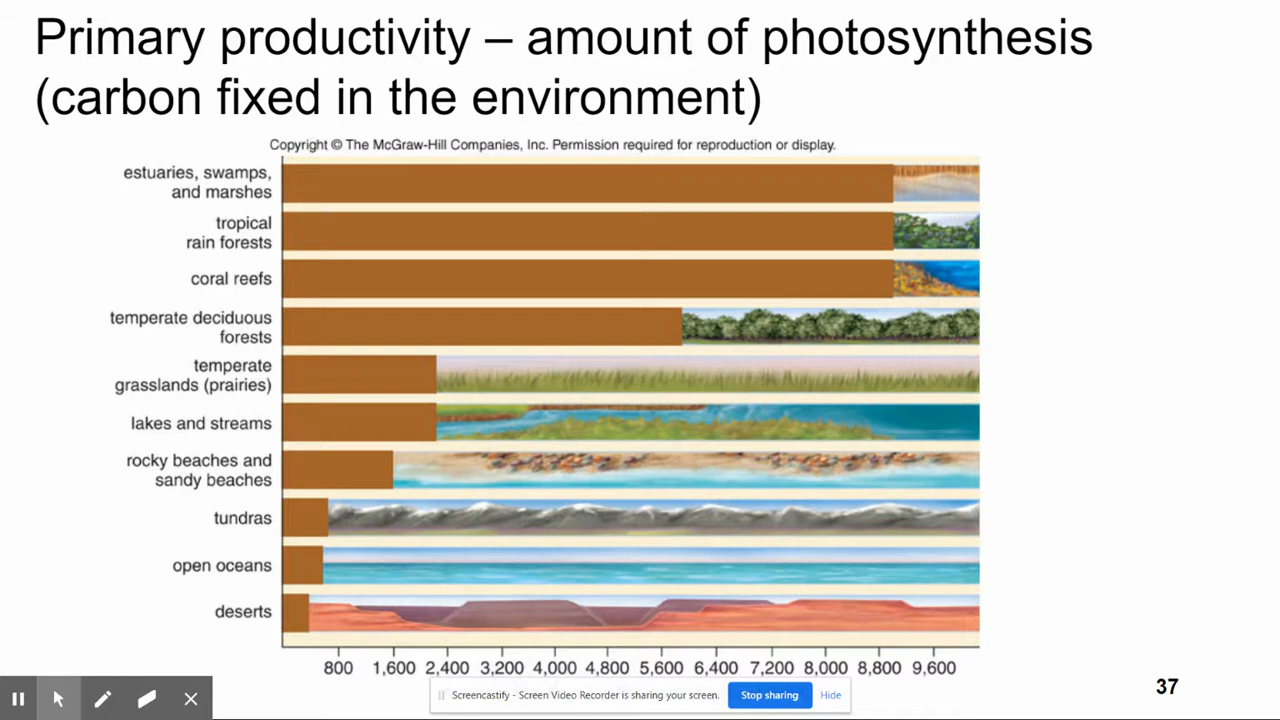 Primary productivity – amount of photosynthesis
(carbon fixed in the environment)
Copyright © The McGraw-Hill Companies, Inc. Permission required for reproduction or display.
estuaries, swamps,
and marshes
tropical
rain forests
coral reefs
temperate deciduous
forests
temperate
grasslands (prairies)
lakes and streams
rocky beaches and
sandy beaches
tundras
open oceans
deserts
800 1,600 2,400 3,200 4,000 4,800 5,600 6,400 7,200 8,000 8,800 9,600
Screencastify - Screen Video Recorder is sharing your screen. Stop sharing Hide
37